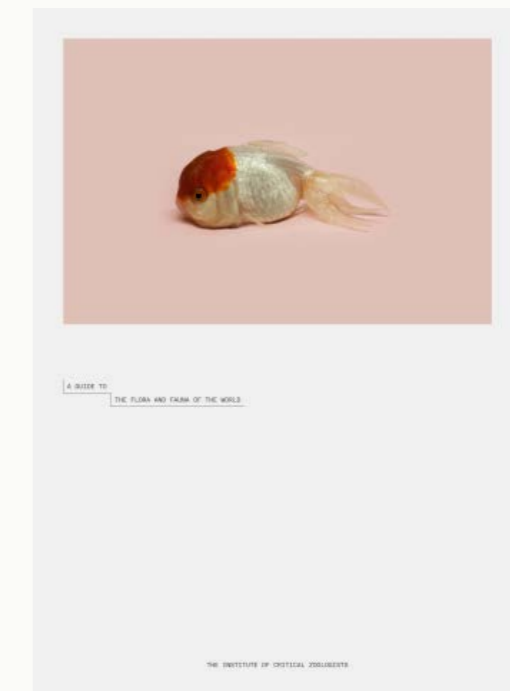 A GUIDE TO
THE FLORA AND FAUNA OF THE WORLD
THE INSTITUTE OF CRITICAL ZOOLOGISTS